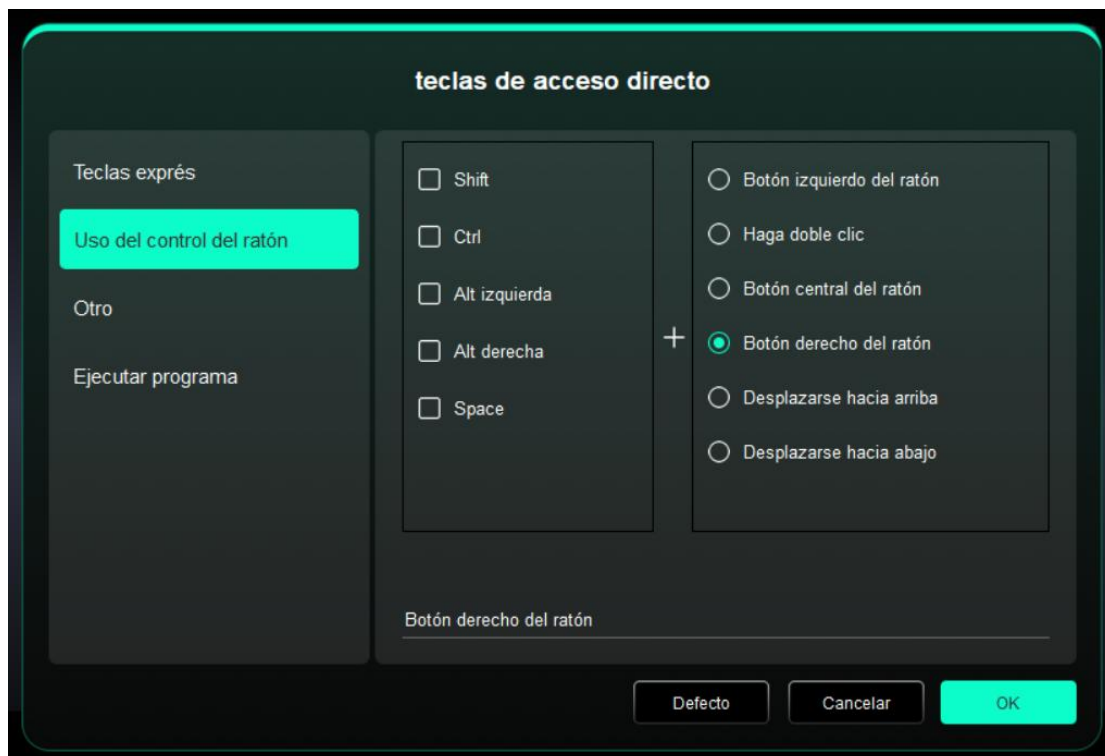 teclas de acceso directo
Teclas exprés
Uso del control del ratón
Otro
Ejecutar programa
Shift
Ctrl
Alt izquierda
Alt derecha
Space
+
Botón izquierdo del ratón
Haga doble clic
Botón central del ratón
Botón derecho del ratón
Desplazarse hacia arriba
Desplazarse hacia abajo
Botón derecho del ratón
Defecto
Cancelar
OK